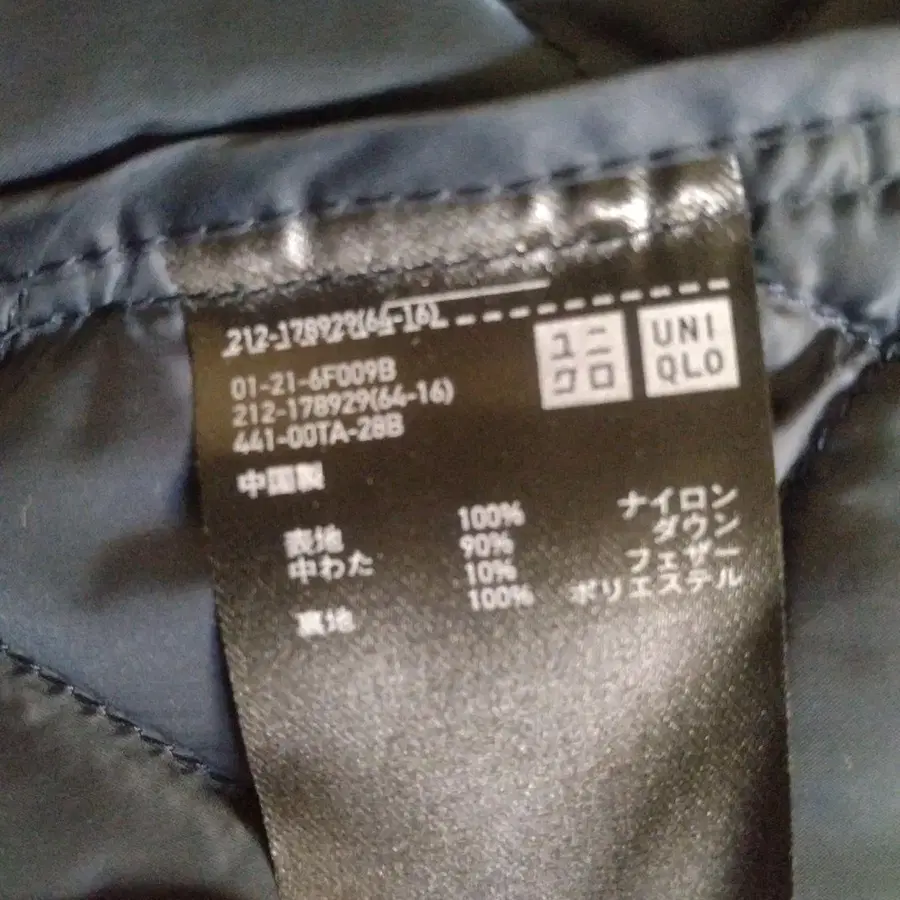 212-178929(64-16)
ユニ
クロ
UNI
QLO
01-21-6F009B
212-178929(64-16)
441-00TA-28B
中国製
表地 100% ナイロン
中わた 90% ダウン
10% フェザー
裏地 100% ポリエステル